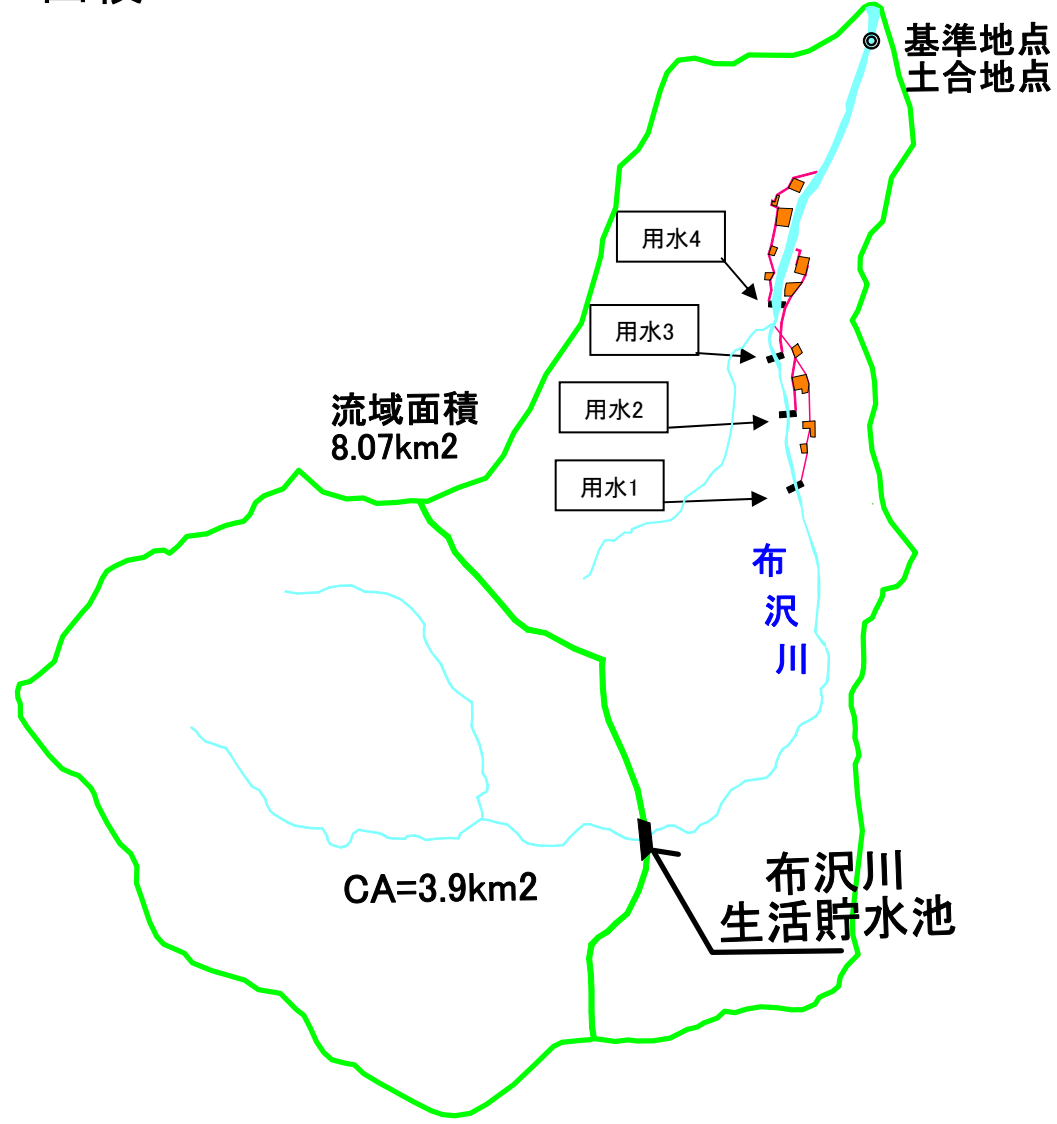 基準地点
土合地点
用水4
用水3
用水2
用水1
流域面積
8.07km2
布
沢
川
CA=3.9km2
布沢川
生活貯水池